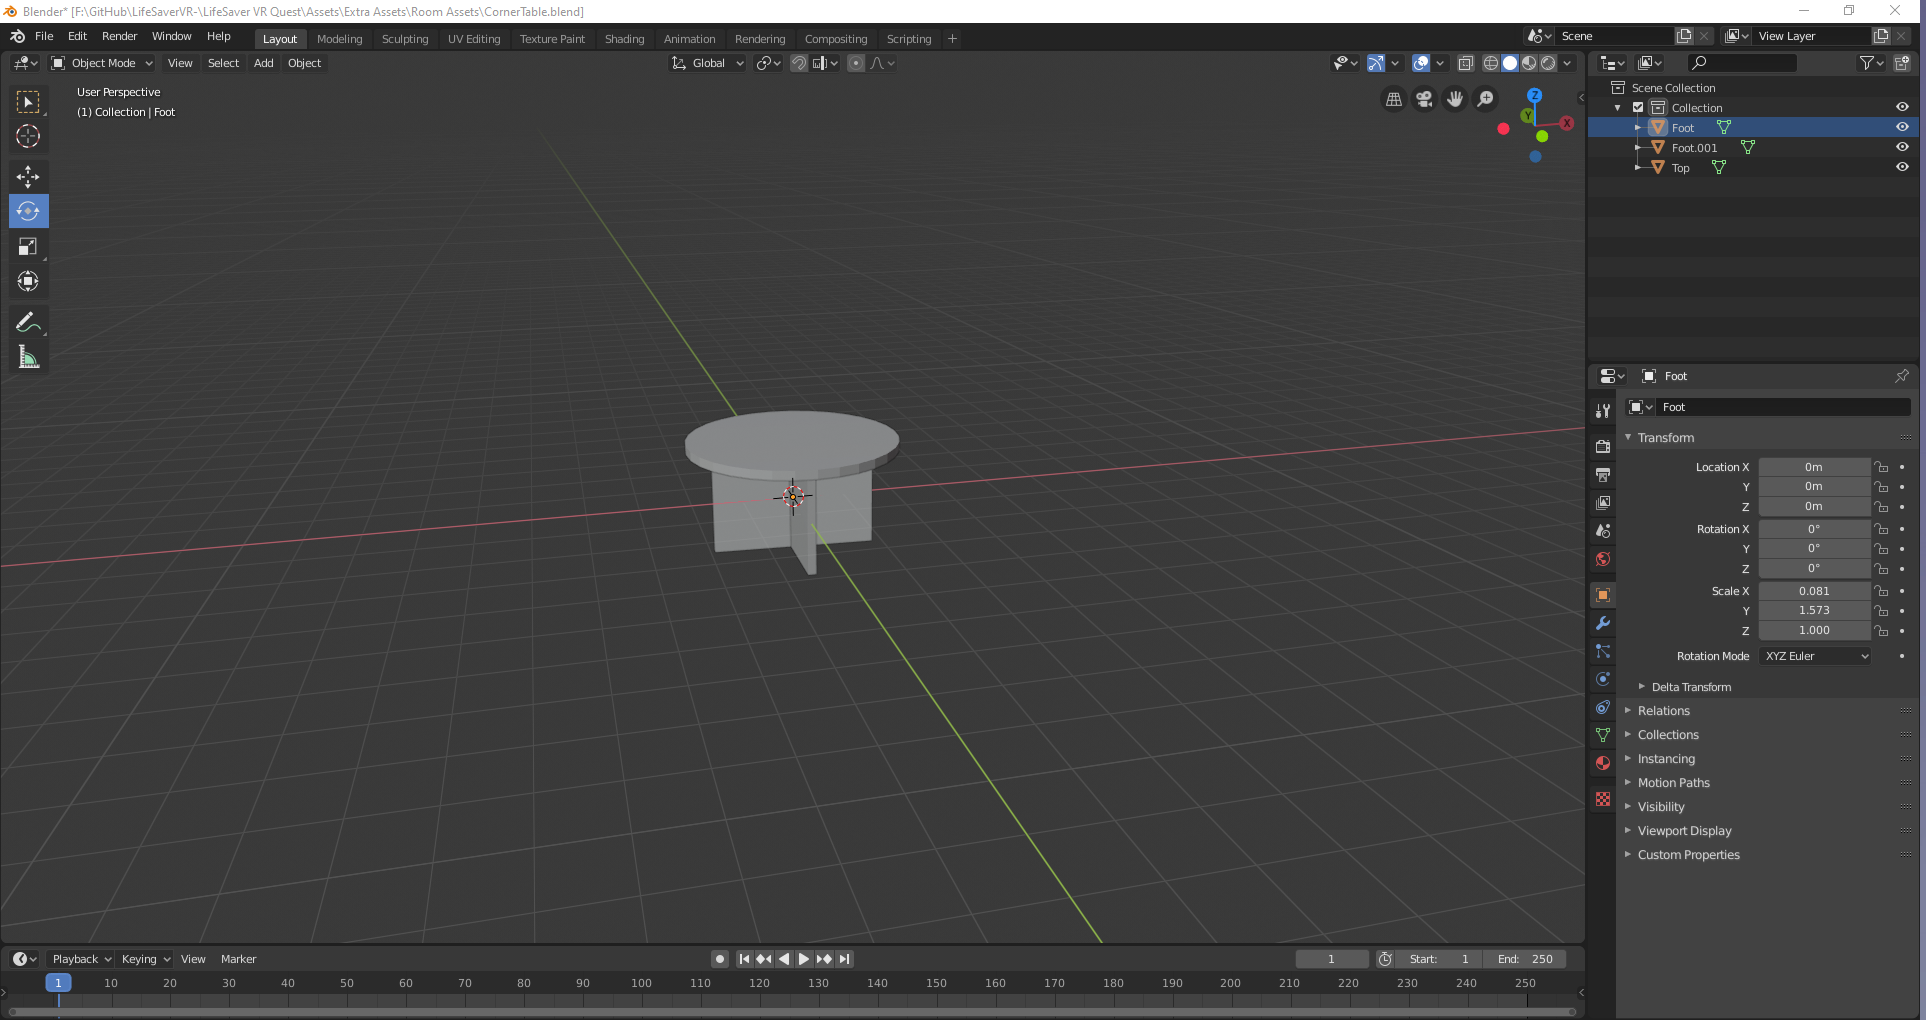 Blender* [F:\GitHub\LifeSaverVR-\LifeSaver VR Quest\Assets\Extra Assets\Room Assets\CornerTable.blend]
File Edit Render Window Help Layout Modeling Sculpting UV Editing Texture Paint Shading Animation Rendering Compositing Scripting + Scene View Layer
Object Mode View Select Add Object Global
User Perspective
(1) Collection | Foot
Z
Y
X
Scene Collection
Collection
Foot
Foot.001
Top
Foot
Foot
Transform
Location X 0m
Y 0m
Z 0m
Rotation X 0°
Y 0°
Z 0°
Scale X 0.081
Y 1.573
Z 1.000
Rotation Mode XYZ Euler
Delta Transform
Relations
Collections
Instancing
Motion Paths
Visibility
Viewport Display
Custom Properties
Playback Keying View Marker 1 Start: 1 End: 250
1 10 20 30 40 50 60 70 80 90 100 110 120 130 140 150 160 170 180 190 200 210 220 230 240 250